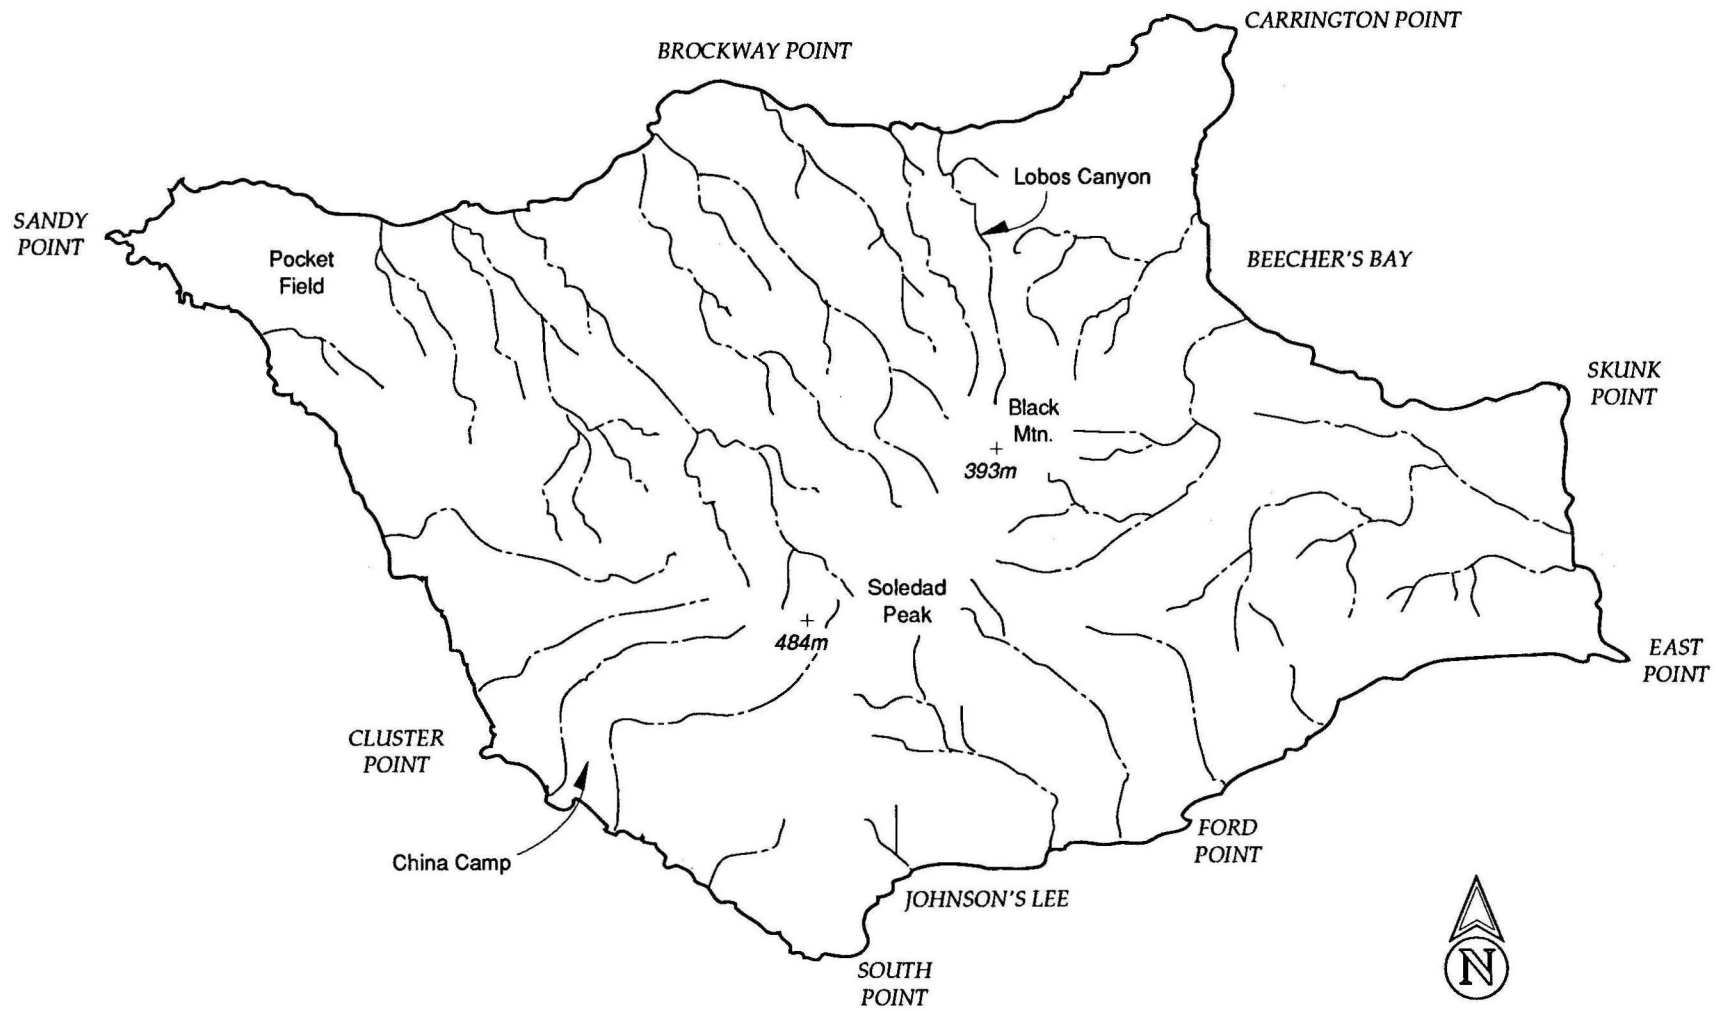 CARRINGTON POINT
BROCKWAY POINT
Lobos Canyon
SANDY
POINT
Pocket
Field
BEECHER'S BAY
SKUNK
POINT
Black
Mtn.
+
393m
Soledad
Peak
+
484m
EAST
POINT
CLUSTER
POINT
China Camp
FORD
POINT
JOHNSON'S LEE
SOUTH
POINT
N